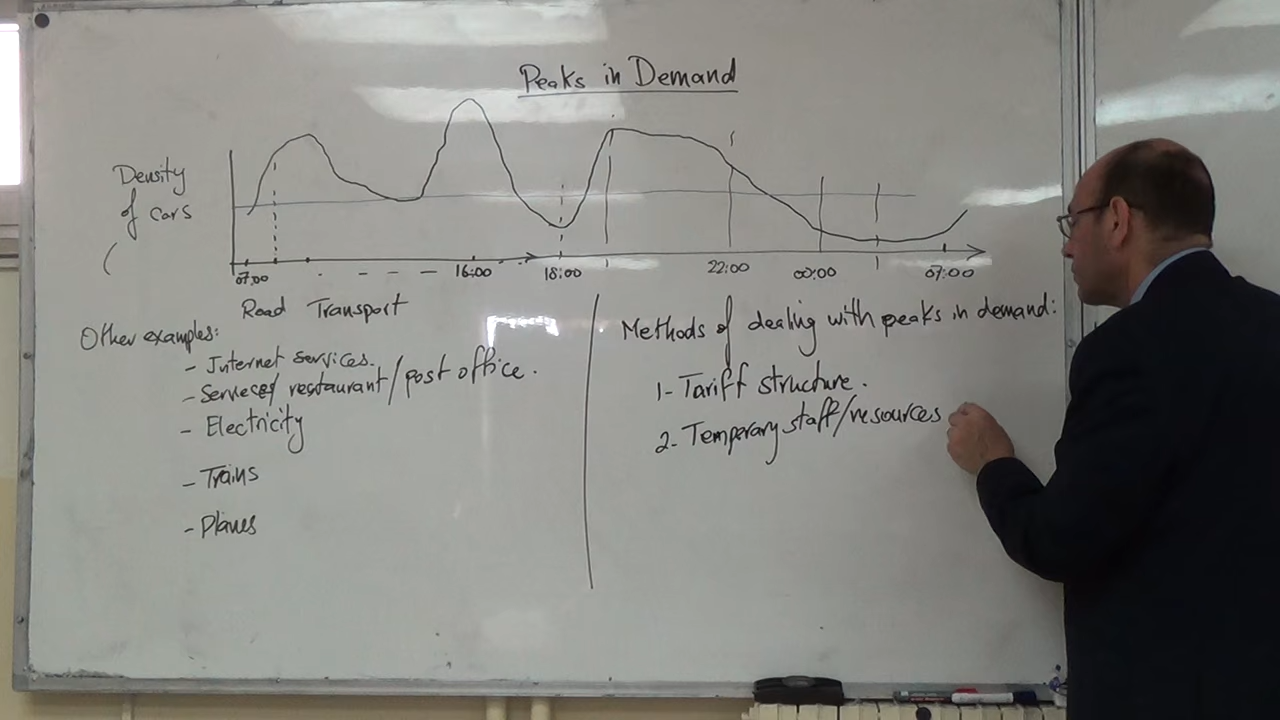 Peaks in Demand
Density
of cars
07:00 16:00 18:00 22:00 00:00 07:00
Road Transport
Other examples:
- Internet services.
- Services/ restaurant/post office.
- Electricity
- Trains
- Planes
Methods of dealing with peaks in demand:
1- Tariff structure.
2- Temperary staff/resources